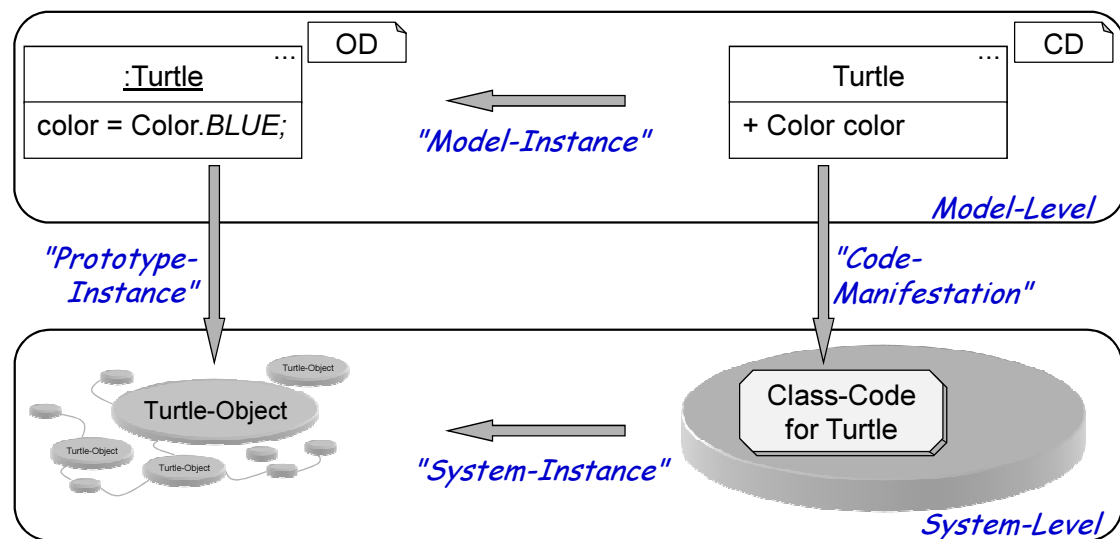 OD
CD
...
:Turtle
color = Color.BLUE;
...
Turtle
+ Color color
"Model-Instance"
Model-Level
"Prototype-
Instance"
"Code-
Manifestation"
Turtle-Object
Turtle-Object
Turtle-Object
Turtle-Object
Class-Code
for Turtle
"System-Instance"
System-Level